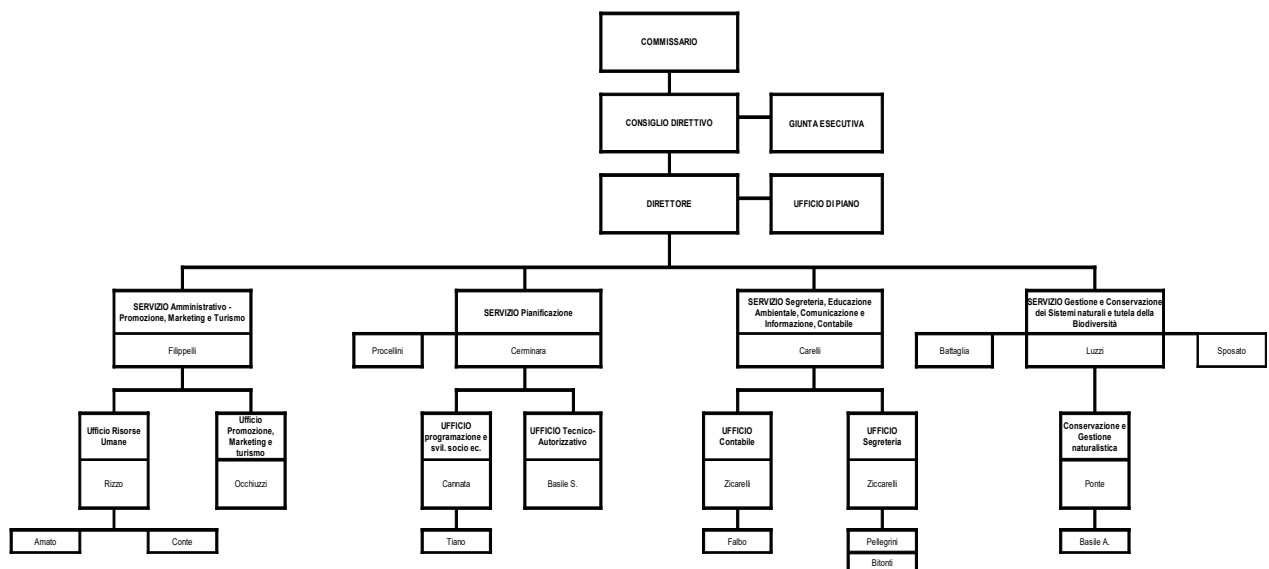 COMMISSARIO
CONSIGLIO DIRETTIVO
GIUNTA ESECUTIVA
DIRETTORE
UFFICIO DI PIANO
SERVIZIO Amministrativo -
Promozione, Marketing e Turismo
Filippelli
SERVIZIO Pianificazione
Procellini
Cerminara
SERVIZIO Segreteria, Educazione
Ambientale, Comunicazione e
Informazione, Contabile
Carelli
SERVIZIO Gestione e Conservazione
dei Sistemi naturali e tutela della
Biodiversità
Battaglia
Luzzi
Sposato
Ufficio Risorse
Umane
Rizzo
Ufficio
Promozione,
Marketing e
turismo
Occhiuzzi
UFFICIO
programazione e
svil. socio ec.
Cannata
UFFICIO Tecnico-
Autorizzativo
Basile S.
UFFICIO
Contabile
Zicarelli
UFFICIO
Segreteria
Ziccarelli
Conservazione e
Gestione
naturalistica
Ponte
Amato
Conte
Tiano
Falbo
Pellegrini
Bitonti
Basile A.